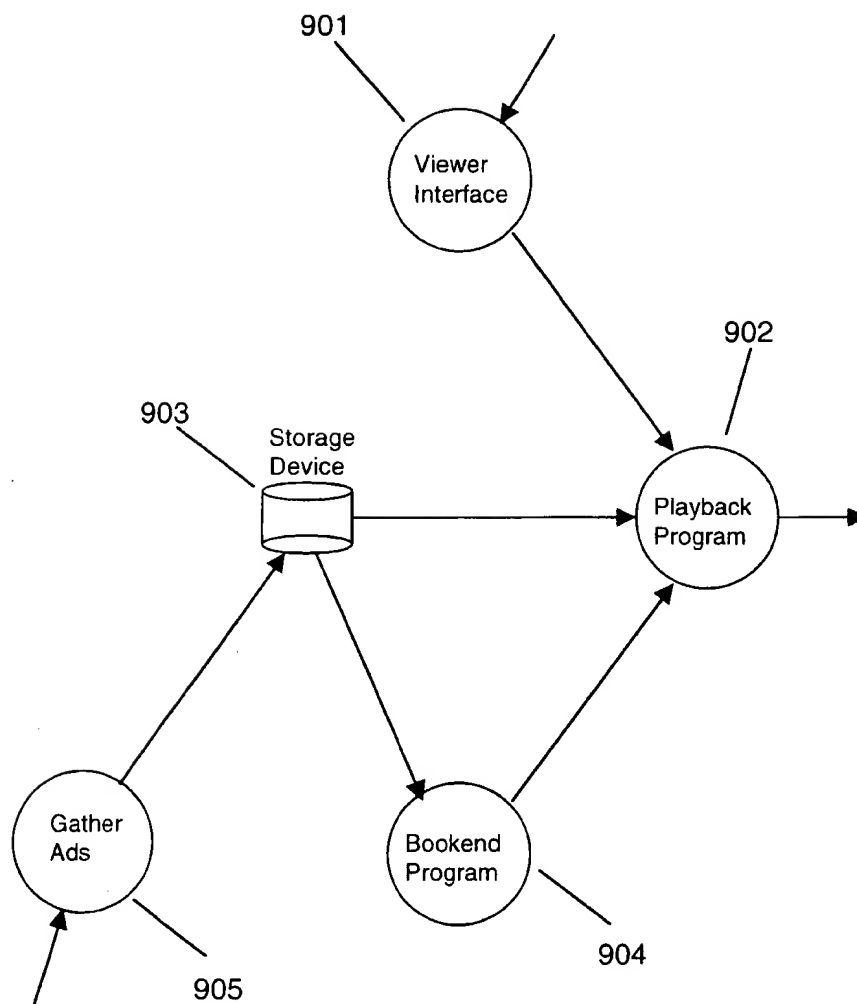 901
Viewer
Interface
902
903
Storage
Device
Playback
Program
Gather
Ads
Bookend
Program
904
905